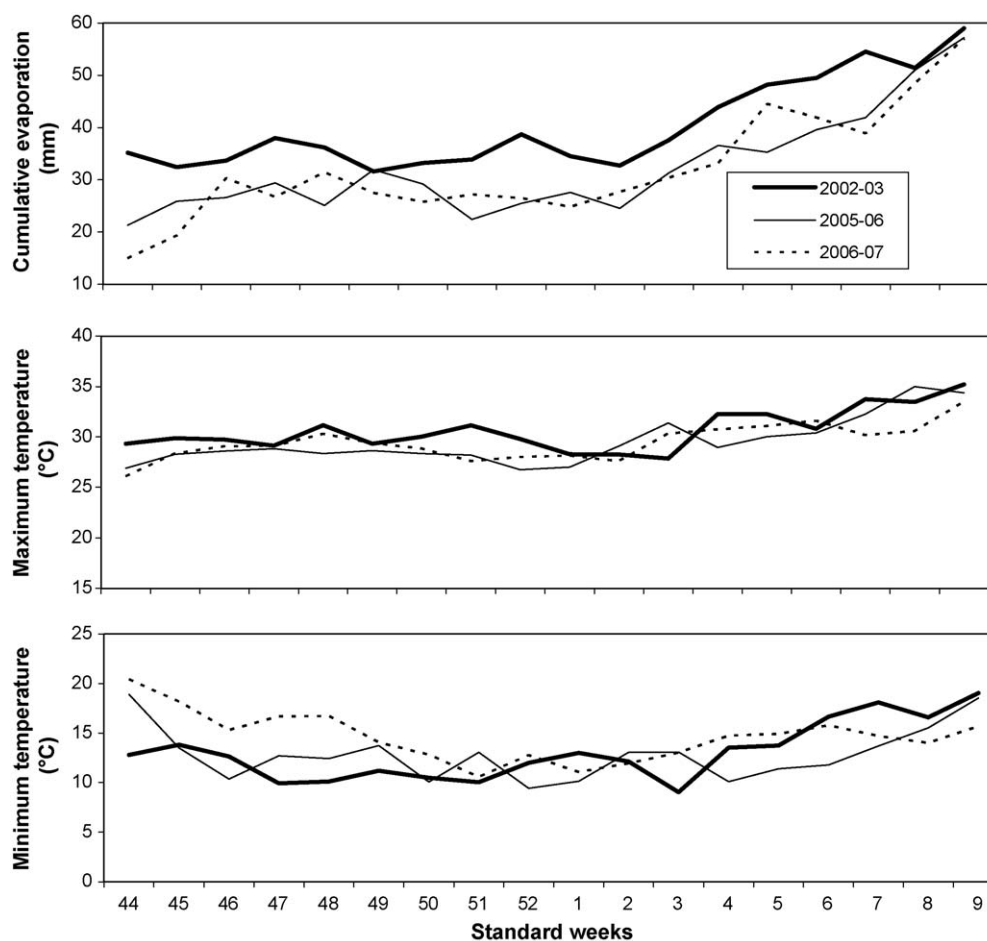 60
50
40
30
20
10
Cumulative evaporation
(mm)
2002-03
2005-06
2006-07
40
35
30
25
20
15
Maximum temperature
(°C)
25
20
15
10
5
0
Minimum temperature
(°C)
44 45 46 47 48 49 50 51 52 1 2 3 4 5 6 7 8 9
Standard weeks